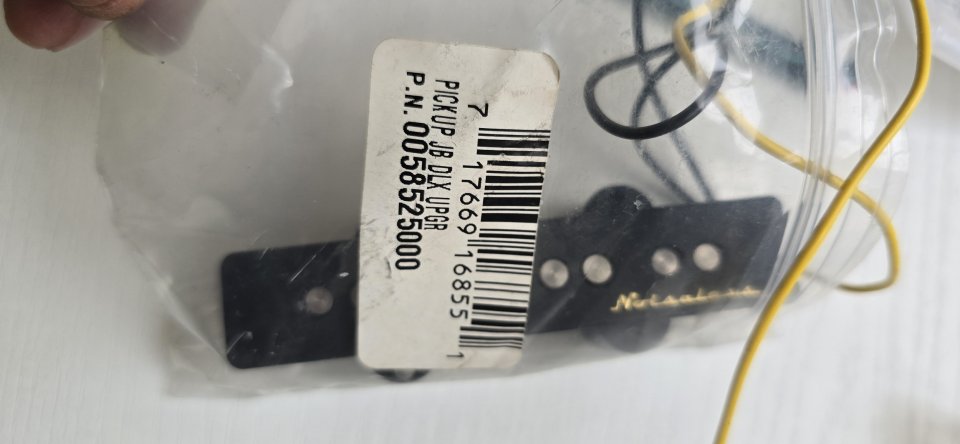 PICKUP JB DLX UPGR
P.N. 0058525000
7 17669 16855 1
Noiseless